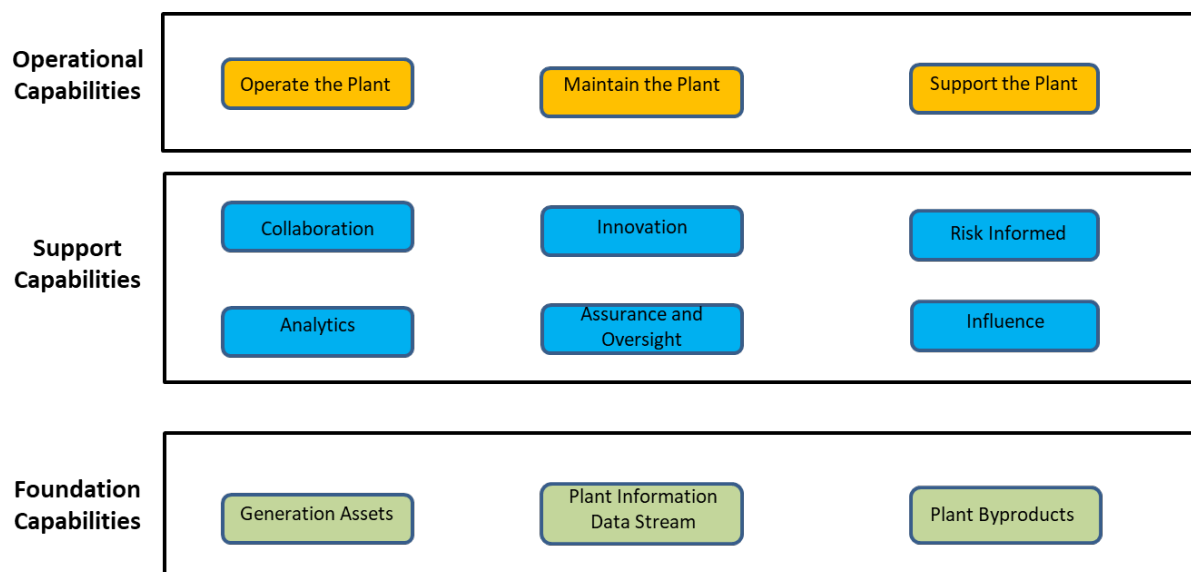 Operational
Capabilities
Operate the Plant
Maintain the Plant
Support the Plant
Support
Capabilities
Collaboration
Innovation
Risk Informed
Analytics
Assurance and
Oversight
Influence
Foundation
Capabilities
Generation Assets
Plant Information
Data Stream
Plant Byproducts